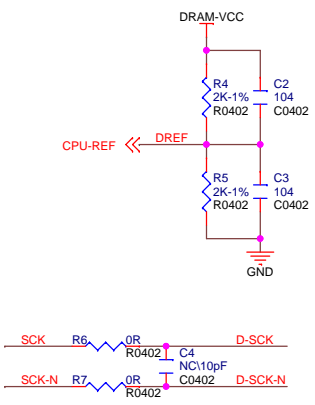 DRAM-VCC
R4
2K-1%
R0402
C2
104
C0402
CPU-REF
DREF
R5
2K-1%
R0402
C3
104
C0402
GND
SCK
R6
0R
R0402
D-SCK
C4
NC\10pF
C0402
SCK-N
R7
0R
R0402
D-SCK-N